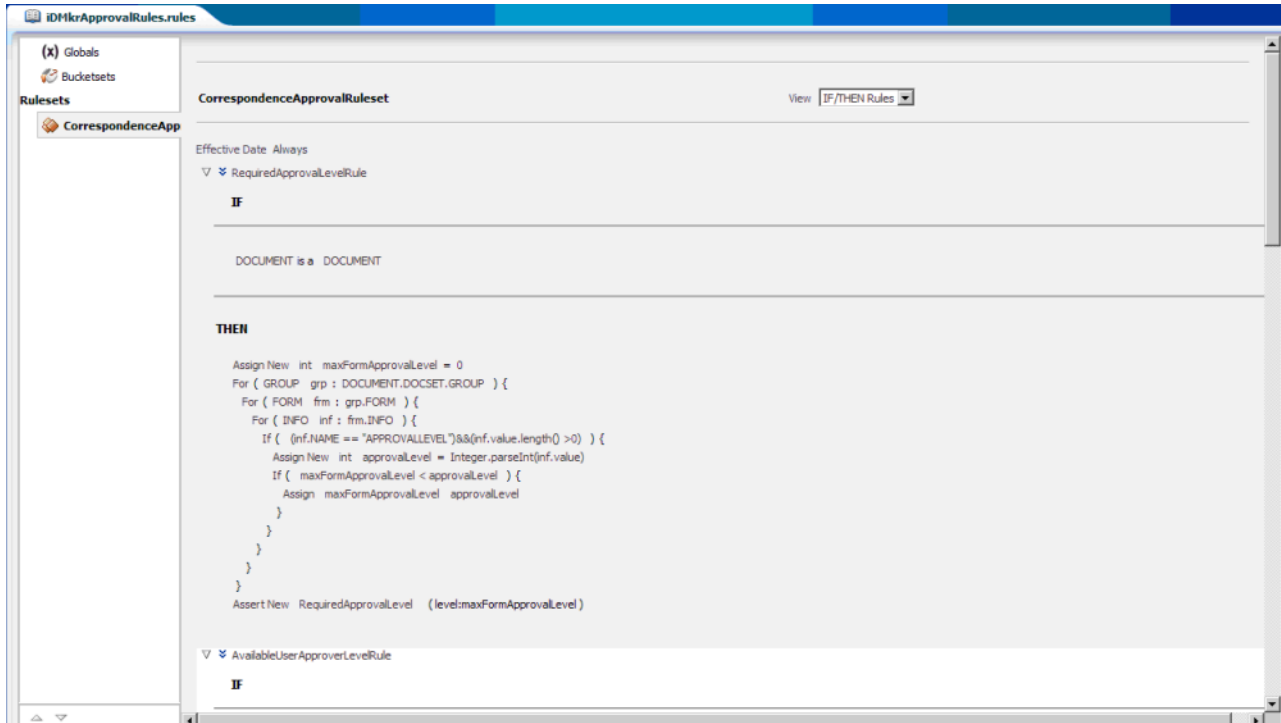 iDMkrApprovalRules.rules
(x) Globals
Bucketsets
Rulesets
CorrespondenceApp
CorrespondenceApprovalRuleset
View IF/THEN Rules
Effective Date Always
RequiredApprovalLevelRule
IF
DOCUMENT is a DOCUMENT
THEN
Assign New int maxFormApprovalLevel = 0
For ( GROUP grp : DOCUMENT.DOCSET.GROUP ) {
For ( FORM frm : grp.FORM ) {
For ( INFO inf : frm.INFO ) {
If ( (inf.NAME == "APPROVALLEVEL")&&(inf.value.length() >0) ) {
Assign New int approvalLevel = Integer.parseInt(inf.value)
If ( maxFormApprovalLevel < approvalLevel ) {
Assign maxFormApprovalLevel approvalLevel
}
}
}
}
}
Assert New RequiredApprovalLevel (level:maxFormApprovalLevel)
AvailableUserApproverLevelRule
IF